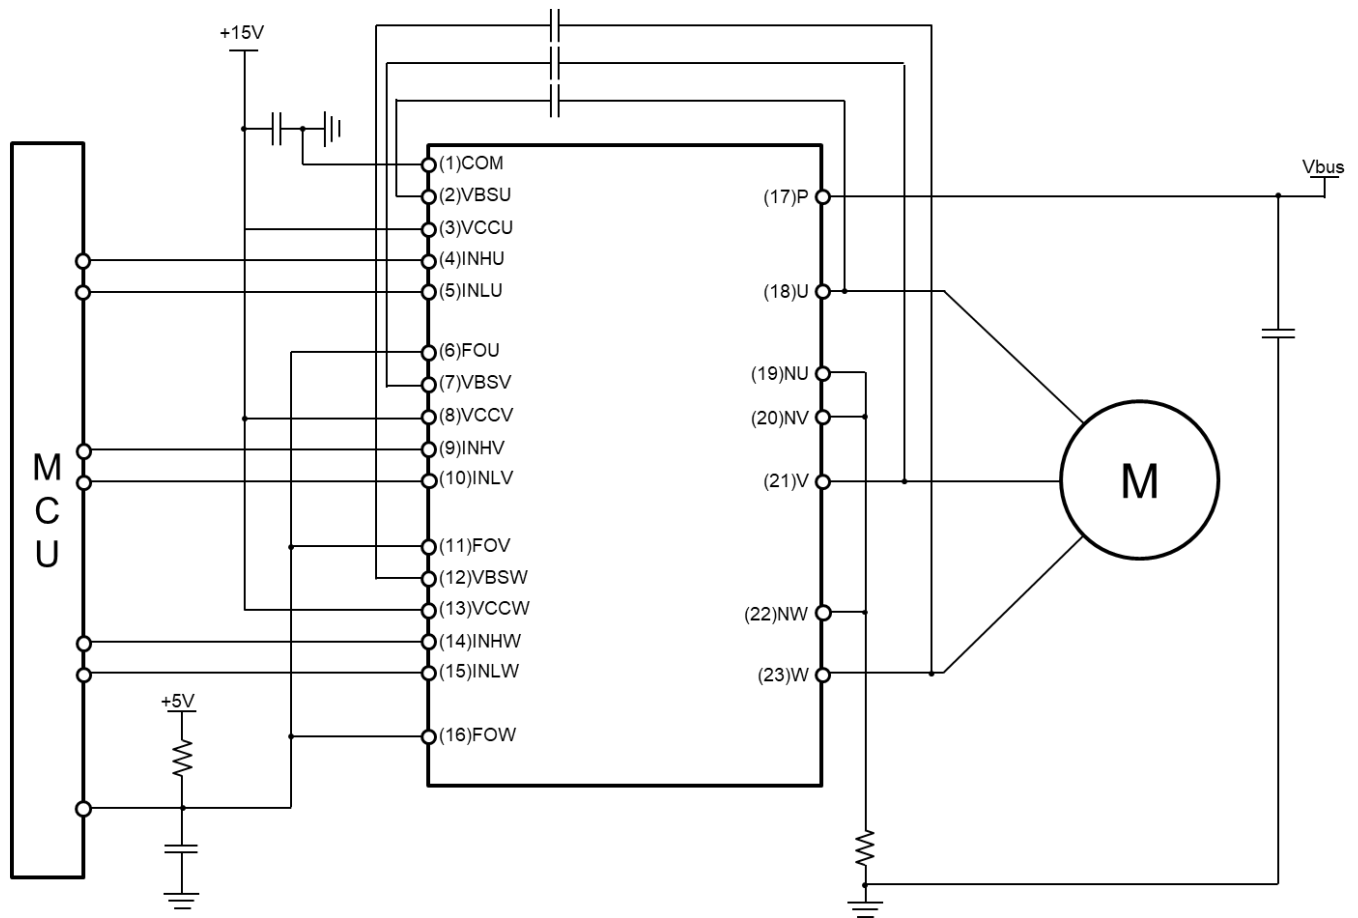 +15V
(1)COM
(2)VBSU
(3)VCCU
(4)INHU
(5)INLU
(6)FOU
(7)VBSV
(8)VCCV
(9)INHV
(10)INLV
(11)FOV
(12)VBSW
(13)VCCW
(14)INHW
(15)INLW
(16)FOW
(17)P
(18)U
(19)NU
(20)NV
(21)V
(22)NW
(23)W
Vbus
M
C
U
M
+5V